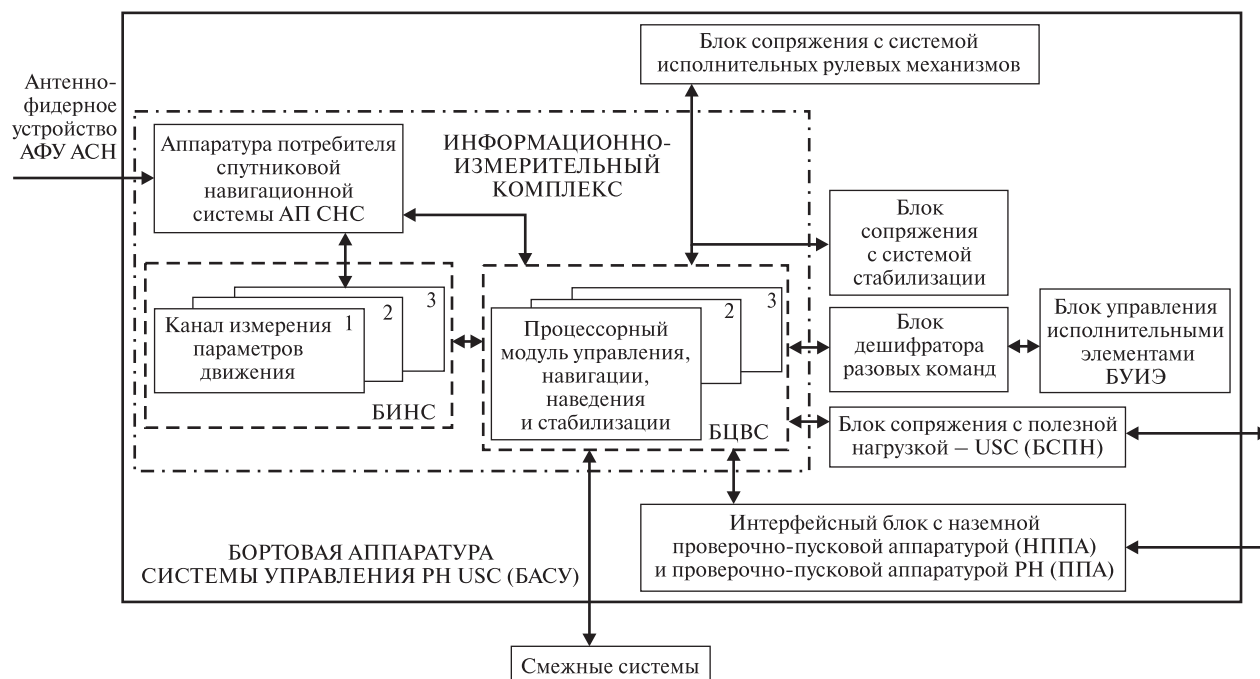 Блок сопряжения с системой
исполнительных рулевых механизмов
Антенно-
фидерное
устройство
АФУ АСН
Аппаратура потребителя
спутниковой
навигационной
системы АП СНС
ИНФОРМАЦИОННО-
ИЗМЕРИТЕЛЬНЫЙ
КОМПЛЕКС
Блок
сопряжения
с системой
стабилизации
3
2
1
Канал измерения
параметров
движения
БИНС
3
2
Процессорный
модуль управления,
навигации,
наведения
и стабилизации
БЦВС
Блок
дешифратора
разовых команд
Блок управления
исполнительными
элементами
БУИЭ
Блок сопряжения с полезной
нагрузкой – USC (БСПН)
Интерфейсный блок с наземной
проверочно-пусковой аппаратурой (НППА)
и проверочно-пусковой аппаратурой РН (ППА)
БОРТОВАЯ АППАРАТУРА
СИСТЕМЫ УПРАВЛЕНИЯ РН USC (БАСУ)
Смежные системы